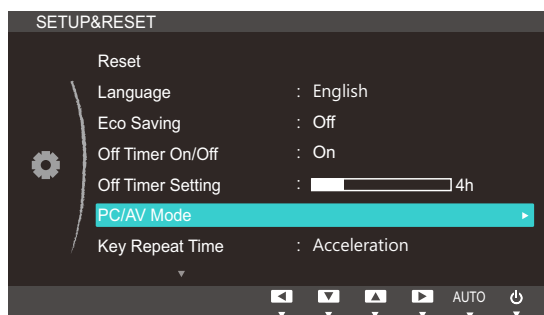 SETUP&RESET
Reset
Language : English
Eco Saving : Off
Off Timer On/Off : On
Off Timer Setting : 4h
PC/AV Mode
Key Repeat Time : Acceleration
AUTO